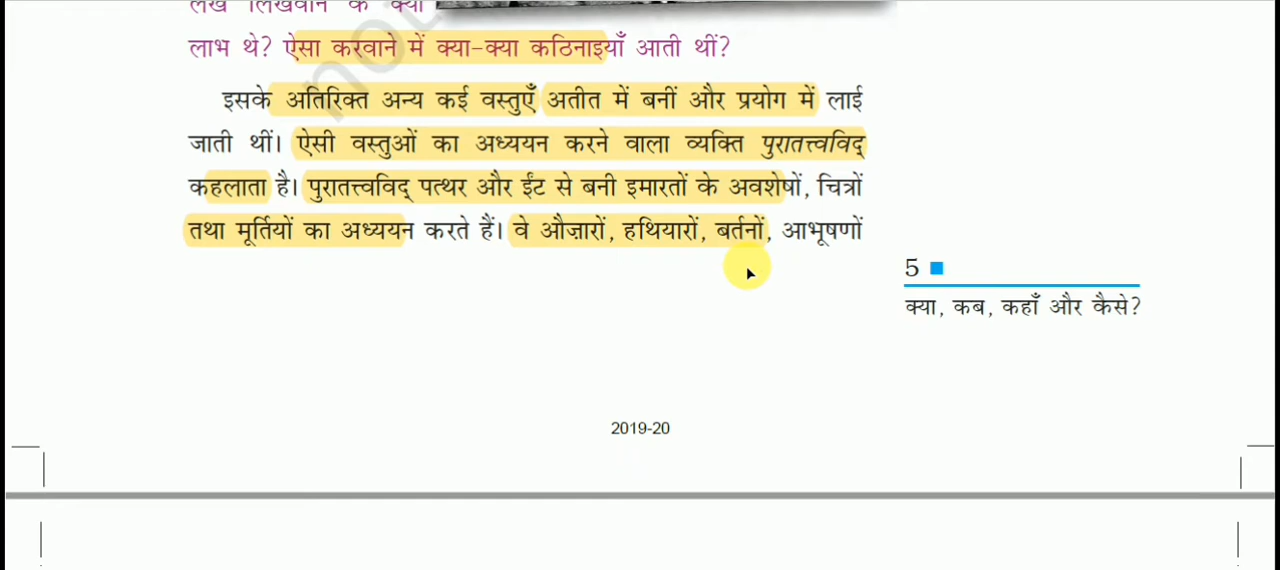 लेख लिखवाने के क्या
लाभ थे? ऐसा करवाने में क्या-क्या कठिनाइयाँ आती थीं?
इसके अतिरिक्त अन्य कई वस्तुएँ अतीत में बनीं और प्रयोग में लाई
जाती थीं। ऐसी वस्तुओं का अध्ययन करने वाला व्यक्ति पुरातत्त्वविद्
कहलाता है। पुरातत्त्वविद् पत्थर और ईंट से बनी इमारतों के अवशेषों, चित्रों
तथा मूर्तियों का अध्ययन करते हैं। वे औज़ारों, हथियारों, बर्तनों, आभूषणों
5
क्या, कब, कहाँ और कैसे?
2019-20